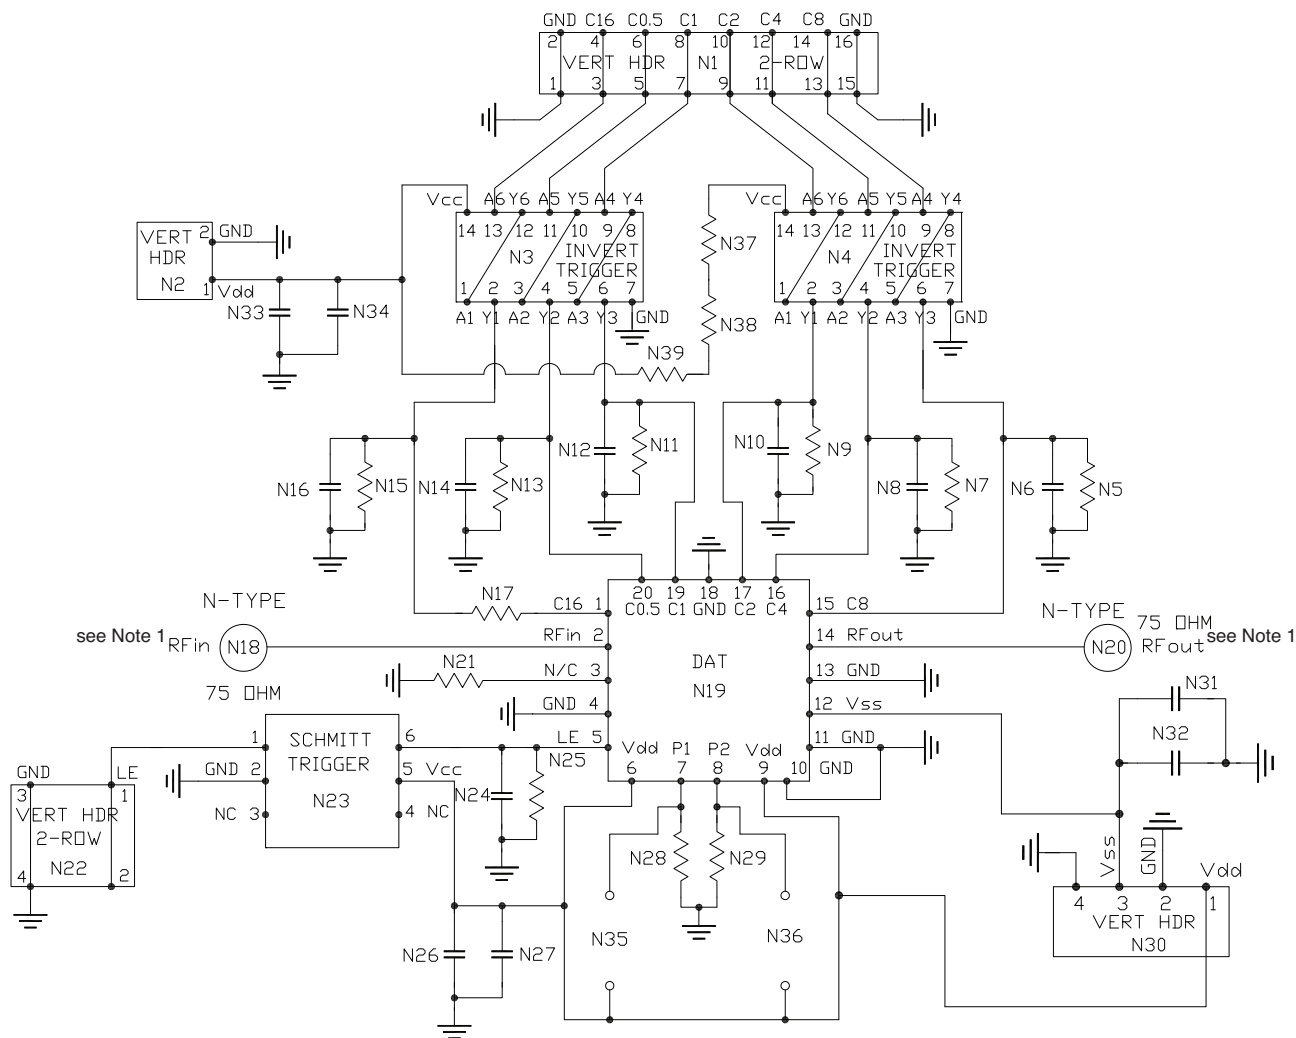 GND C16 C0.5 C1 C2 C4 C8 GND
2 4 6 8 10 12 14 16
VERT HDR N1 2-ROW
1 3 5 7 9 11 13 15
Vcc A6 Y6 A5 Y5 A4 Y4
14 13 12 11 10 9 8
N3 INVERT
TRIGGER
1 2 3 4 5 6 7
A1 Y1 A2 Y2 A3 Y3 GND
Vcc A6 Y6 A5 Y5 A4 Y4
14 13 12 11 10 9 8
N4 INVERT
TRIGGER
1 2 3 4 5 6 7
A1 Y1 A2 Y2 A3 Y3 GND
VERT 2 GND
HDR
N2 1 Vdd
N33 N34
N37
N38
N39
N16 N15 N14 N13 N12 N11 N10 N9 N8 N7 N6 N5
N17
20 19 18 17 16
C0.5 C1 GND C2 C4
C16 1
RFin 2
N/C 3
GND 4
LE 5
DAT
N19
15 C8
14 RFout
13 GND
12 Vss
11 GND
Vdd P1 P2 Vdd
6 7 8 9 10 GND
N-TYPE
see Note 1 RFin N18
75 OHM
N21
N-TYPE 75 OHM
N20 RFout see Note 1
1 SCHMITT 6
TRIGGER
GND 2 5 Vcc
N23
NC 3 4 NC
GND LE
3 1
VERT HDR
2-ROW
N22
4 2
N24 N25
N26 N27
N28 N29
N35 N36
N31
N32
Vss GND Vdd
4 3 2 1
VERT HDR
N30